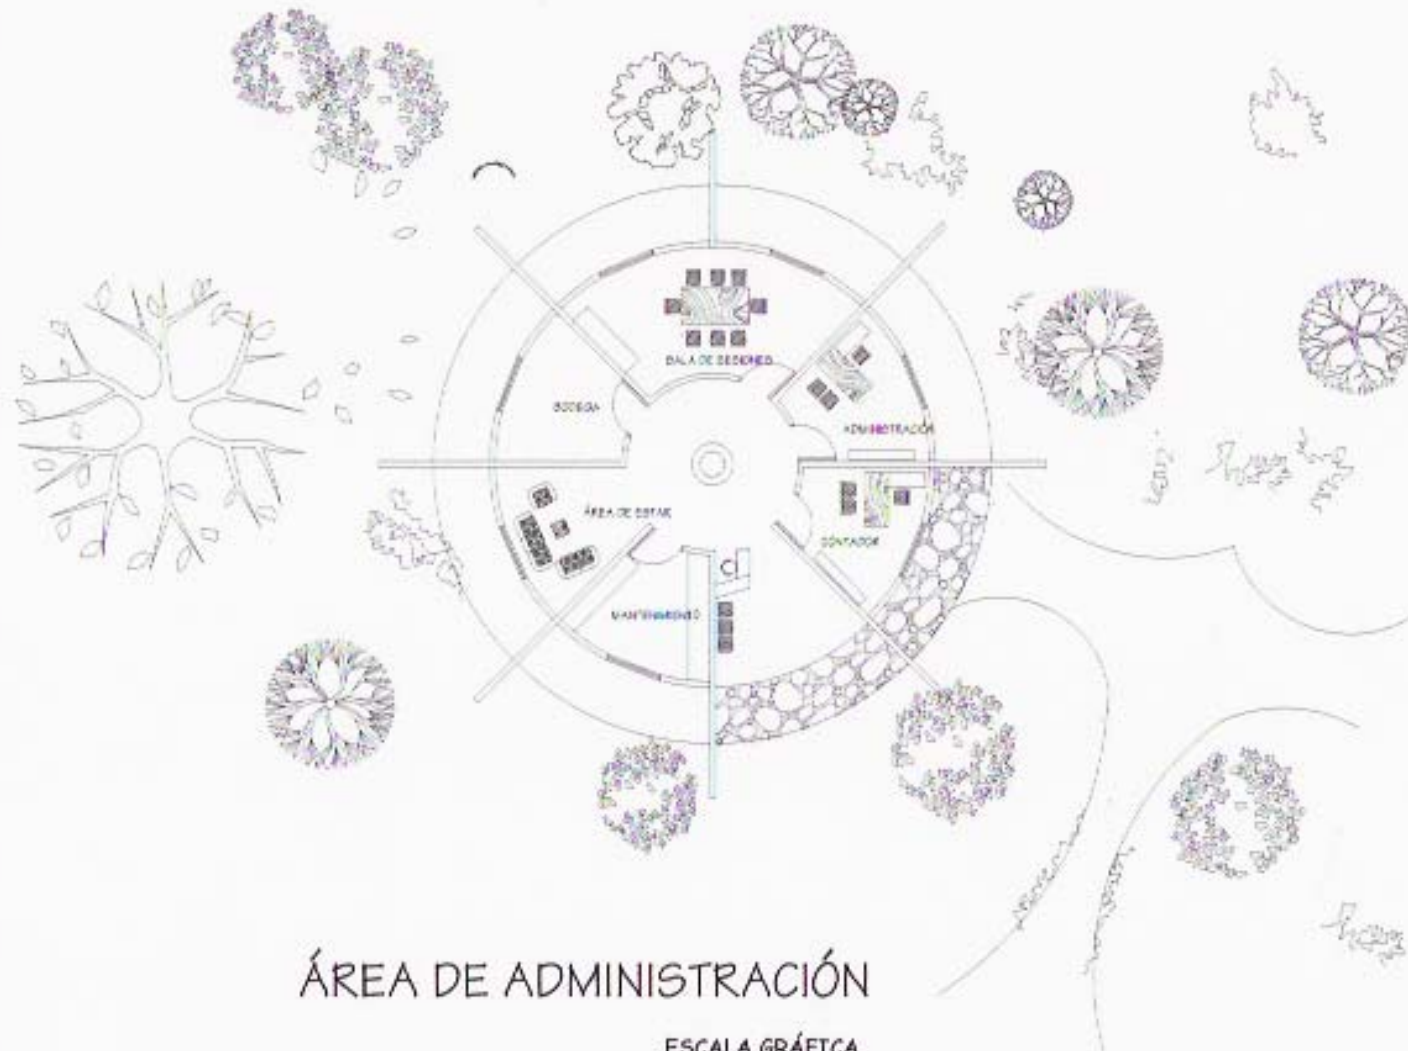 SALA DE SESIONES
BODEGA
ADMINISTRACIÓN
ÁREA DE ESTAR
CONTADOR
MANTENIMIENTO
ÁREA DE ADMINISTRACIÓN
ESCALA GRÁFICA